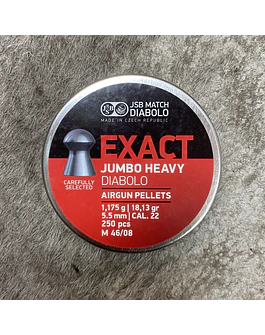 JSB MATCH
DIABOLO
MADE IN CZECH REPUBLIC
EXACT
JUMBO HEAVY
DIABOLO
CAREFULLY
SELECTED
AIRGUN PELLETS
1,175 g | 18,13 gr
5.5 mm | CAL. 22
250 pcs
M 46/08